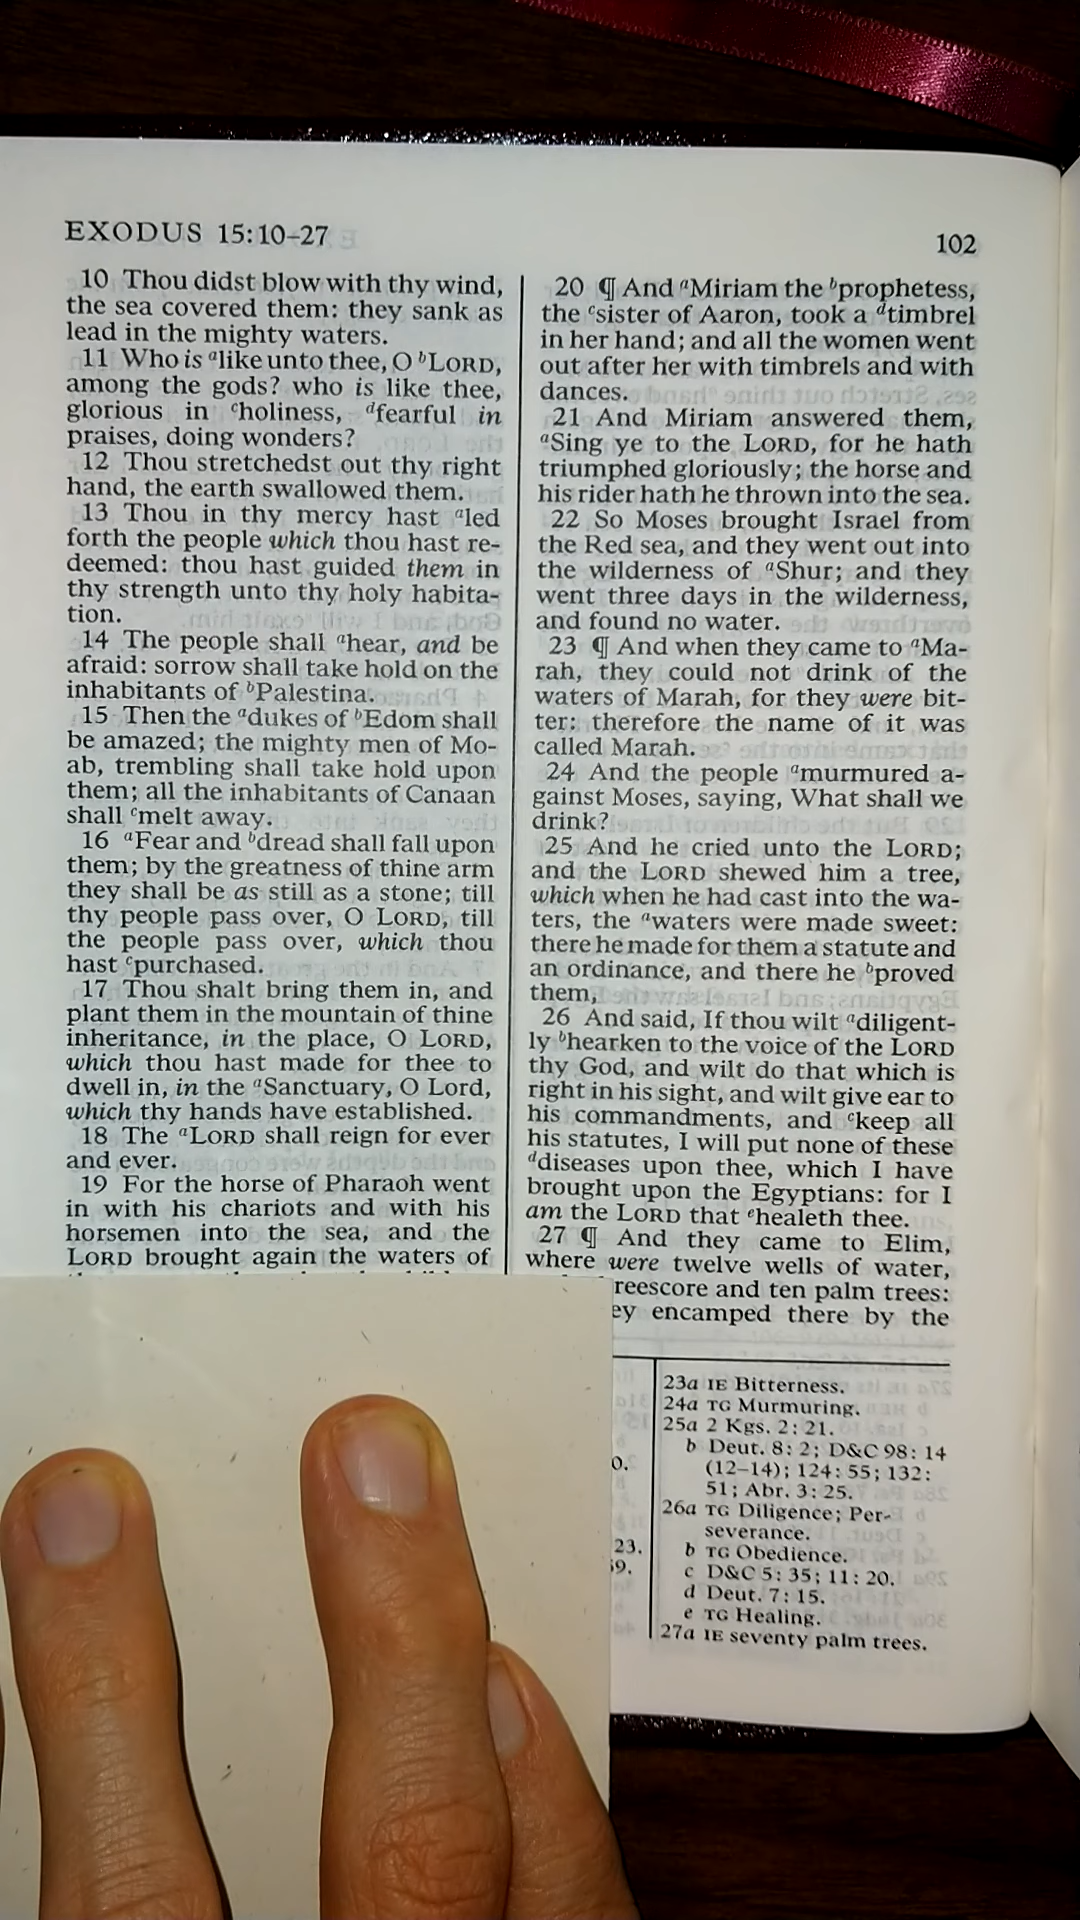 EXODUS 15:10–27
102
10 Thou didst blow with thy wind,
the sea covered them: they sank as
lead in the mighty waters.
11 Who is ᵃlike unto thee, O ᵇLORD,
among the gods? who is like thee,
glorious in ᶜholiness, ᵈfearful in
praises, doing wonders?
12 Thou stretchedst out thy right
hand, the earth swallowed them.
13 Thou in thy mercy hast ᵃled
forth the people which thou hast re-
deemed: thou hast guided them in
thy strength unto thy holy habita-
tion.
14 The people shall ᵃhear, and be
afraid: sorrow shall take hold on the
inhabitants of ᵇPalestina.
15 Then the ᵃdukes of ᵇEdom shall
be amazed; the mighty men of Mo-
ab, trembling shall take hold upon
them; all the inhabitants of Canaan
shall ᶜmelt away.
16 ᵃFear and ᵇdread shall fall upon
them; by the greatness of thine arm
they shall be as still as a stone; till
thy people pass over, O LORD, till
the people pass over, which thou
hast ᶜpurchased.
17 Thou shalt bring them in, and
plant them in the mountain of thine
inheritance, in the place, O LORD,
which thou hast made for thee to
dwell in, in the ᵃSanctuary, O Lord,
which thy hands have established.
18 The ᵃLORD shall reign for ever
and ever.
19 For the horse of Pharaoh went
in with his chariots and with his
horsemen into the sea, and the
LORD brought again the waters of
20 ¶ And ᵃMiriam the ᵇprophetess,
the ᶜsister of Aaron, took a ᵈtimbrel
in her hand; and all the women went
out after her with timbrels and with
dances.
21 And Miriam answered them,
ᵃSing ye to the LORD, for he hath
triumphed gloriously; the horse and
his rider hath he thrown into the sea.
22 So Moses brought Israel from
the Red sea, and they went out into
the wilderness of ᵃShur; and they
went three days in the wilderness,
and found no water.
23 ¶ And when they came to ᵃMa-
rah, they could not drink of the
waters of Marah, for they were bit-
ter: therefore the name of it was
called Marah.
24 And the people ᵃmurmured a-
gainst Moses, saying, What shall we
drink?
25 And he cried unto the LORD;
and the LORD shewed him a tree,
which when he had cast into the wa-
ters, the ᵃwaters were made sweet:
there he made for them a statute and
an ordinance, and there he ᵇproved
them,
26 And said, If thou wilt ᵃdiligent-
ly ᵇhearken to the voice of the LORD
thy God, and wilt do that which is
right in his sight, and wilt give ear to
his commandments, and ᶜkeep all
his statutes, I will put none of these
ᵈdiseases upon thee, which I have
brought upon the Egyptians: for I
am the LORD that ᵉhealeth thee.
27 ¶ And they came to Elim,
where were twelve wells of water,
reescore and ten palm trees:
ey encamped there by the
0.
23.
9.
23a IE Bitterness.
24a TG Murmuring.
25a 2 Kgs. 2: 21.
b Deut. 8: 2; D&C 98: 14
(12–14); 124: 55; 132:
51; Abr. 3: 25.
26a TG Diligence; Per-
severance.
b TG Obedience.
c D&C 5: 35; 11: 20.
d Deut. 7: 15.
e TG Healing.
27a IE seventy palm trees.